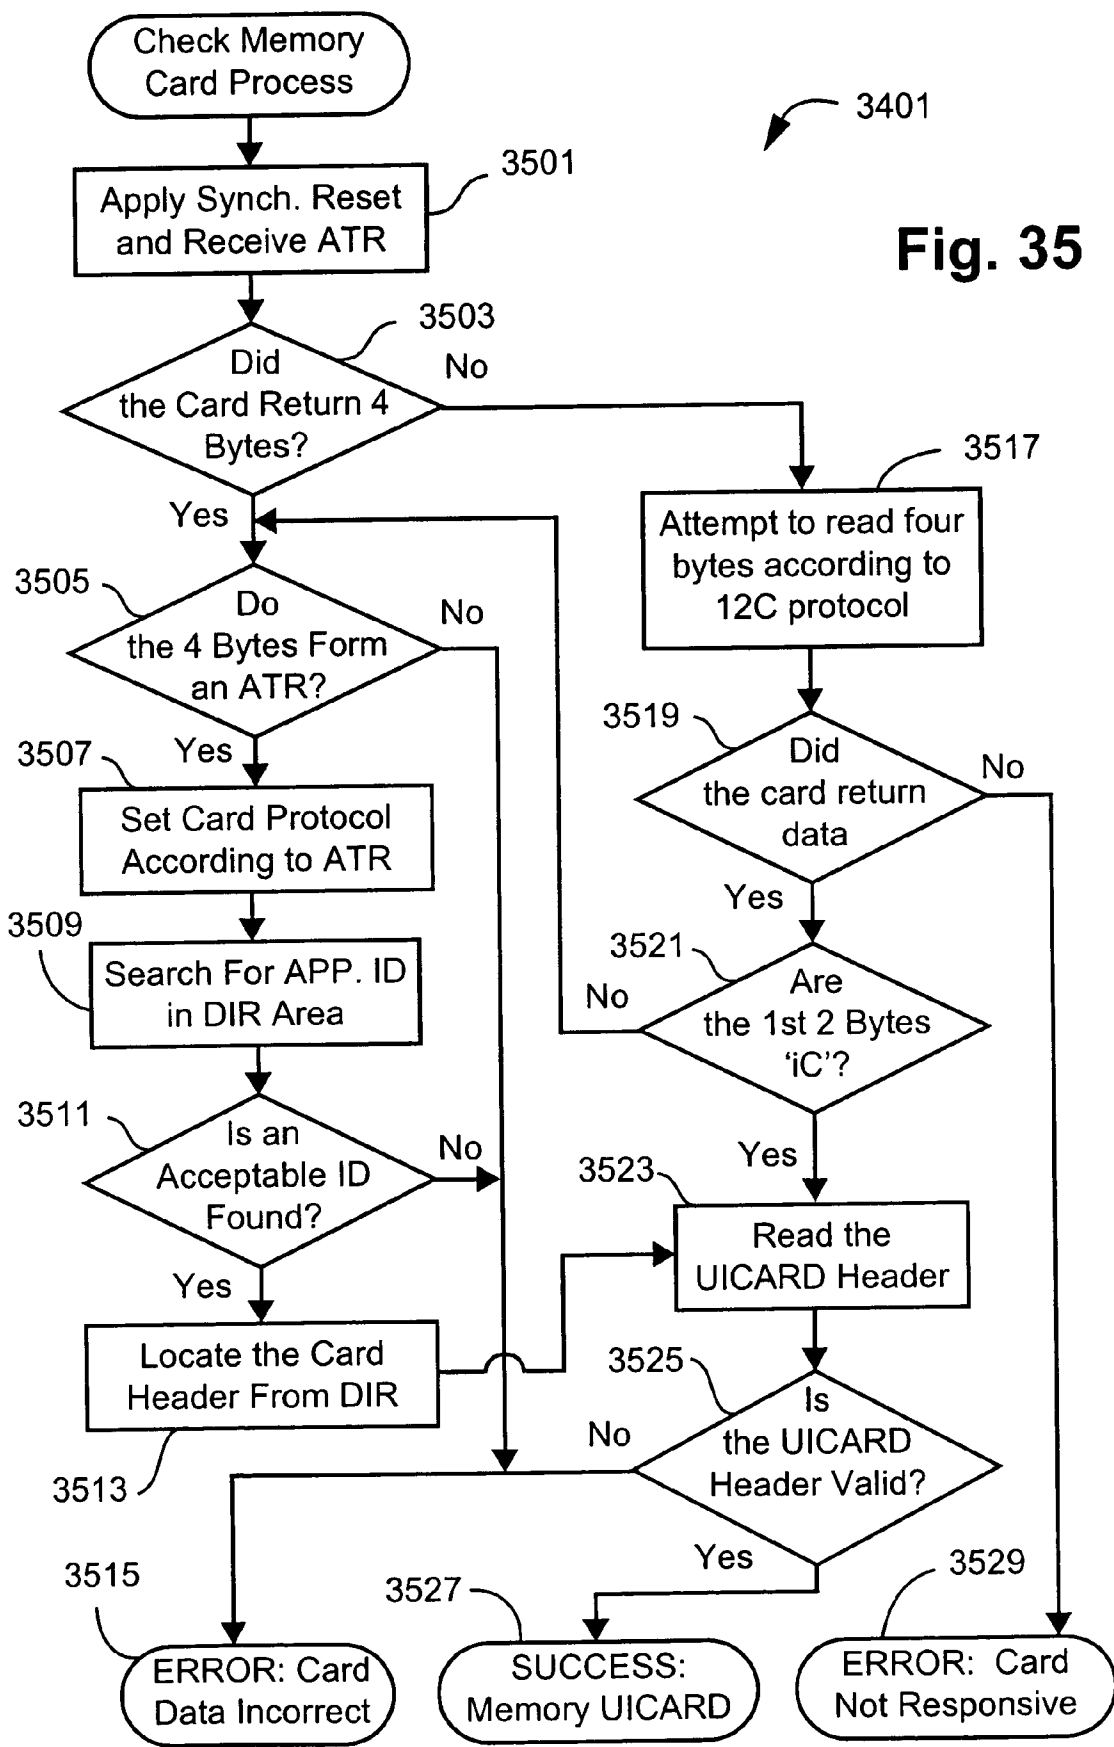 Check Memory
Card Process
3401
3501
Apply Synch. Reset
and Receive ATR
Fig. 35
3503
Did
the Card Return 4
Bytes?
No
Yes
3517
Attempt to read four
bytes according to
12C protocol
3505
Do
the 4 Bytes Form
an ATR?
No
Yes
3519
Did
the card return
data
No
Yes
3507
Set Card Protocol
According to ATR
3509
Search For APP. ID
in DIR Area
3521
Are
the 1st 2 Bytes
‘iC’?
No
Yes
3511
Is an
Acceptable ID
Found?
No
Yes
3523
Read the
UICARD Header
Locate the Card
Header From DIR
3513
3525
Is
the UICARD
Header Valid?
No
Yes
3515
ERROR: Card
Data Incorrect
3527
SUCCESS:
Memory UICARD
3529
ERROR: Card
Not Responsive